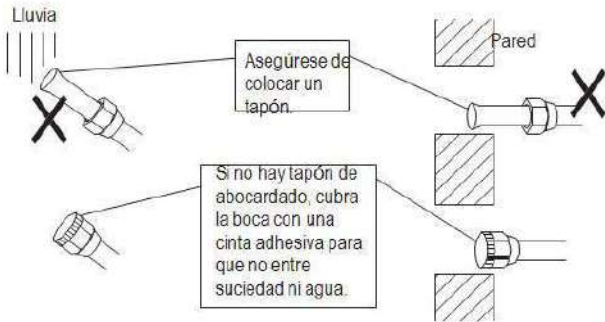 Lluvia
Asegúrese de
colocar un
tapón.
Pared
Si no hay tapón de
abocardado, cubra
la boca con una
cinta adhesiva para
que no entre
suciedad ni agua.